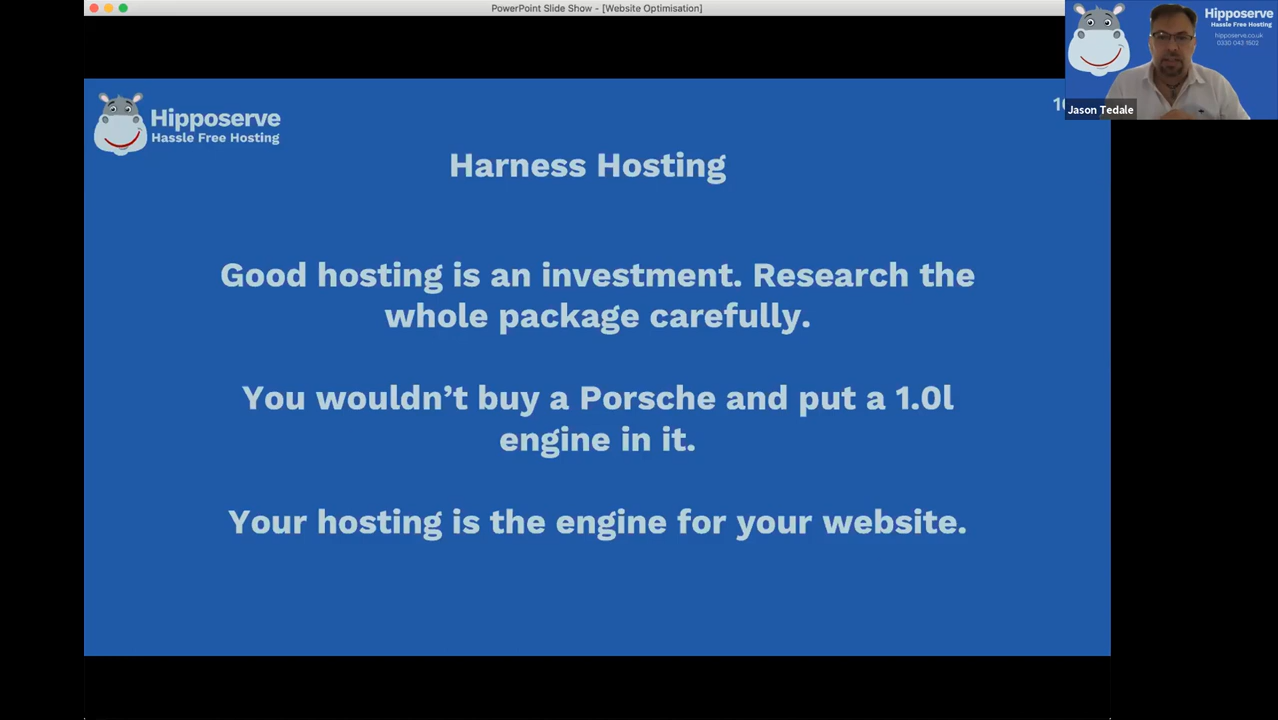 PowerPoint Slide Show - [Website Optimisation]
Hipposerve
Hassle Free Hosting
hipposerve.co.uk
0330 043 1502
Jason Tedale
Hipposerve
Hassle Free Hosting
Harness Hosting
Good hosting is an investment. Research the
whole package carefully.
You wouldn’t buy a Porsche and put a 1.0l
engine in it.
Your hosting is the engine for your website.